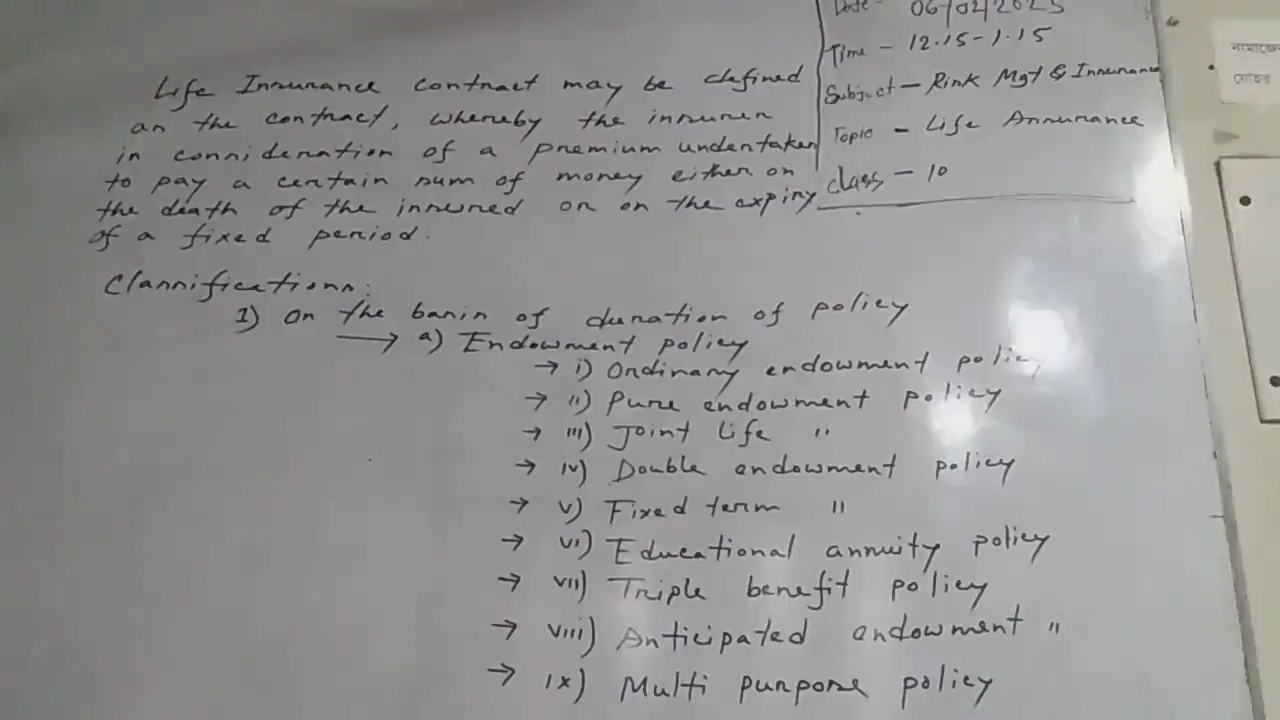 Date - 06/02/2023
Time - 12.15-1.15
Subject - Risk Mgt & Insurance
Topic - Life Assurance
Class - 10
Life Insurance contract may be defined
as the contract, whereby the insurer
in consideration of a premium undertakes
to pay a certain sum of money either on
the death of the insured or on the expiry
of a fixed period.
Classifications:
1) On the basis of duration of policy
→ a) Endowment policy
→ i) Ordinary endowment policy
→ ii) Pure endowment policy
→ iii) Joint Life "
→ iv) Double endowment policy
→ v) Fixed term "
→ vi) Educational annuity policy
→ vii) Triple benefit policy
→ viii) Anticipated endowment "
→ ix) Multi purpose policy